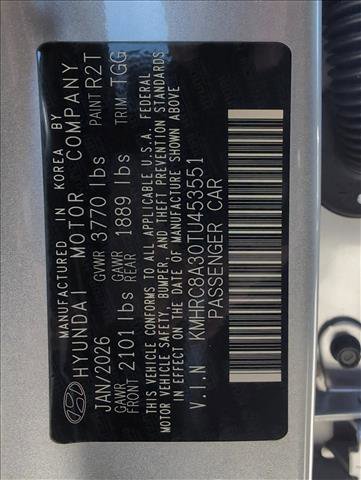 MANUFACTURED IN KOREA BY
HYUNDAI MOTOR COMPANY
JAN/2026 GVWR 3770 lbs PAINT R2T
GAWR FRONT 2101 lbs GAWR REAR 1889 lbs TRIM TGG
THIS VEHICLE CONFORMS TO ALL APPLICABLE U.S.A. FEDERAL
MOTOR VEHICLE SAFETY, BUMPER, AND THEFT PREVENTION STANDARDS
IN EFFECT ON THE DATE OF MANUFACTURE SHOWN ABOVE
V.I.N KMHRC8A30TU453551
PASSENGER CAR